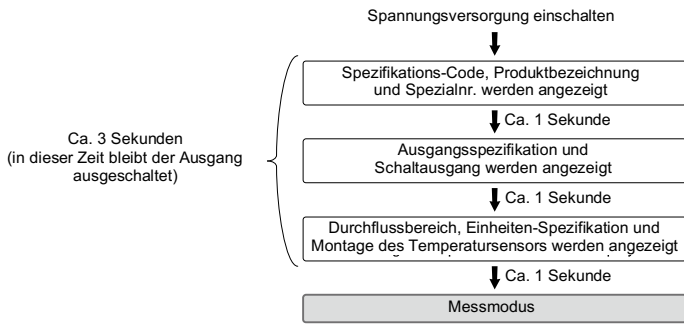 Spannungsversorgung einschalten
Spezifikations-Code, Produktbezeichnung
und Spezialnr. werden angezeigt
Ca. 1 Sekunde
Ca. 3 Sekunden
(in dieser Zeit bleibt der Ausgang
ausgeschaltet)
Ausgangsspezifikation und
Schaltausgang werden angezeigt
Ca. 1 Sekunde
Durchflussbereich, Einheiten-Spezifikation und
Montage des Temperatursensors werden angezeigt
Ca. 1 Sekunde
Messmodus